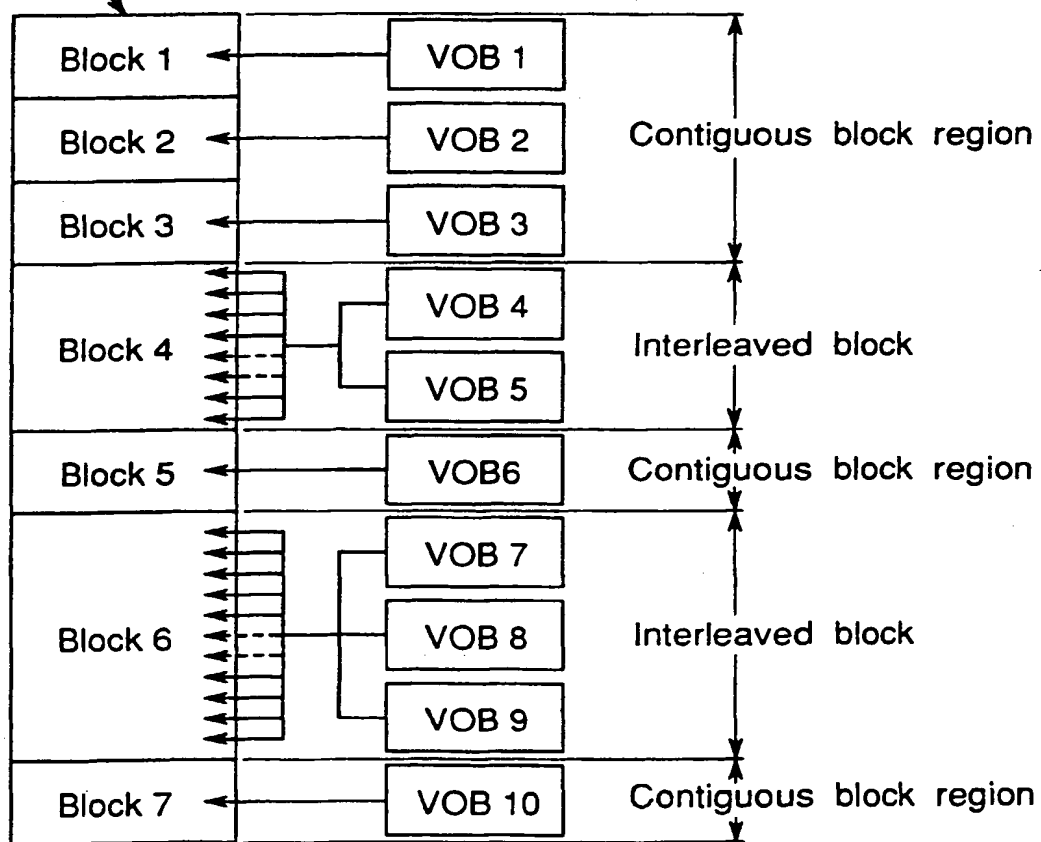 Block 1
VOB 1
Block 2
VOB 2
Contiguous block region
Block 3
VOB 3
VOB 4
Block 4
Interleaved block
VOB 5
Block 5
VOB6
Contiguous block region
VOB 7
Block 6
VOB 8
Interleaved block
VOB 9
Block 7
VOB 10
Contiguous block region